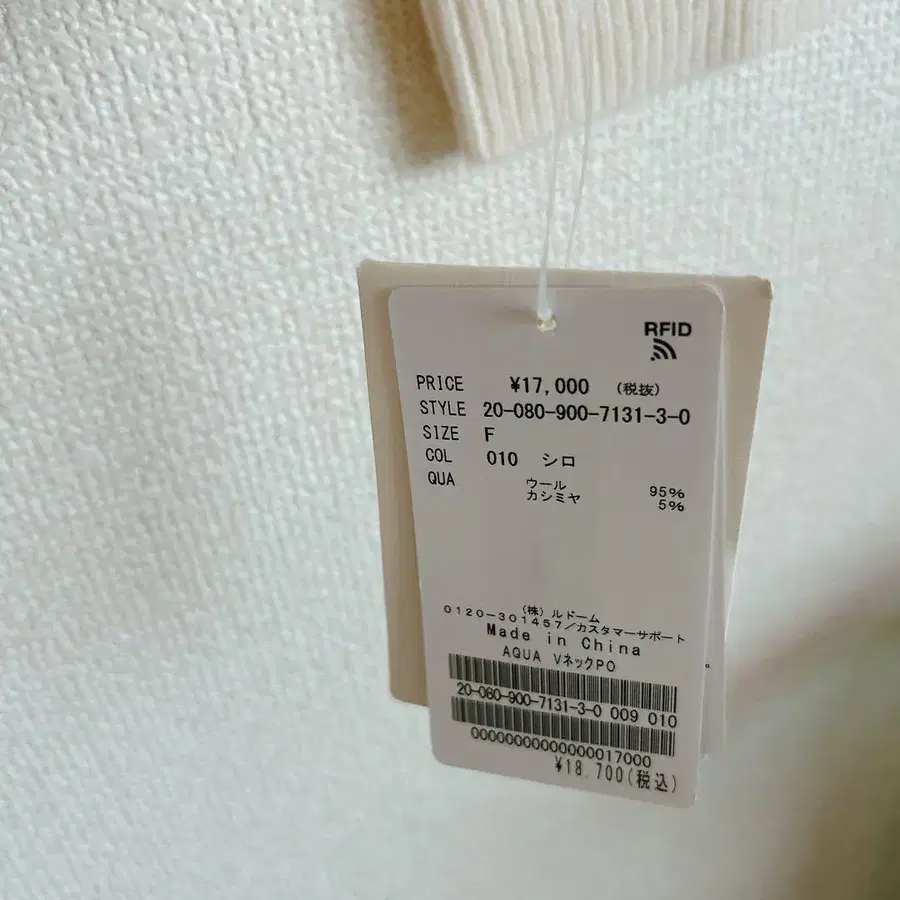 RFID
PRICE ¥17,000 (税抜)
STYLE 20-080-900-7131-3-0
SIZE F
COL 010 シロ
QUA ウール 95%
カシミヤ 5%
(株)ルドーム
0120-301457/カスタマーサポート
Made in China
AQUA VネックPO
20-080-900-7131-3-0 009 010
0000000000000017000
¥18,700(税込)